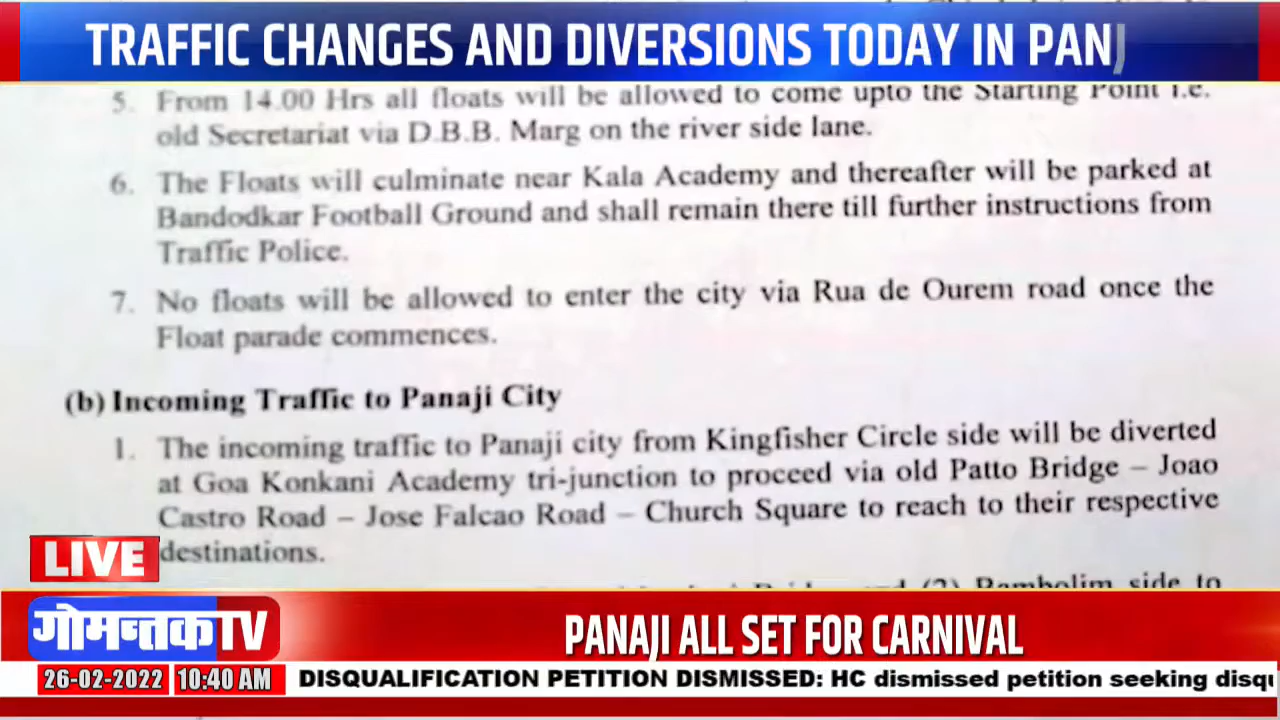 TRAFFIC CHANGES AND DIVERSIONS TODAY IN PANJ
5. From 14.00 Hrs all floats will be allowed to come upto the Starting Point i.e.
old Secretariat via D.B.B. Marg on the river side lane.
6. The Floats will culminate near Kala Academy and thereafter will be parked at
Bandodkar Football Ground and shall remain there till further instructions from
Traffic Police.
7. No floats will be allowed to enter the city via Rua de Ourem road once the
Float parade commences.
(b) Incoming Traffic to Panaji City
1. The incoming traffic to Panaji city from Kingfisher Circle side will be diverted
at Goa Konkani Academy tri-junction to proceed via old Patto Bridge – Joao
Castro Road – Jose Falcao Road – Church Square to reach to their respective
destinations.
(2) Bambolim side to
LIVE
गोमन्तक TV
PANAJI ALL SET FOR CARNIVAL
26-02-2022 10:40 AM
DISQUALIFICATION PETITION DISMISSED: HC dismissed petition seeking disqu